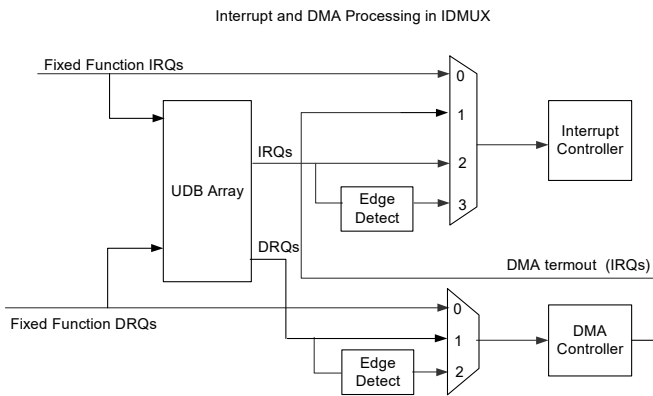 Interrupt and DMA Processing in IDMUX
Fixed Function IRQs
0
1
2
3
Interrupt
Controller
IRQs
UDB Array
Edge
Detect
DRQs
DMA termout (IRQs)
Fixed Function DRQs
0
1
2
DMA
Controller
Edge
Detect